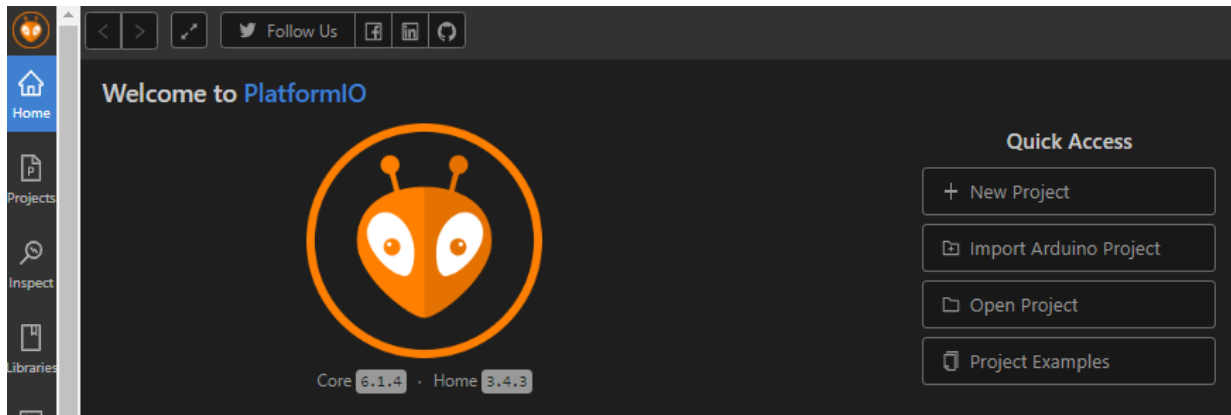 Follow Us
Home
Welcome to PlatformIO
Projects
Inspect
Libraries
Core 6.1.4 · Home 3.4.3
Quick Access
New Project
Import Arduino Project
Open Project
Project Examples